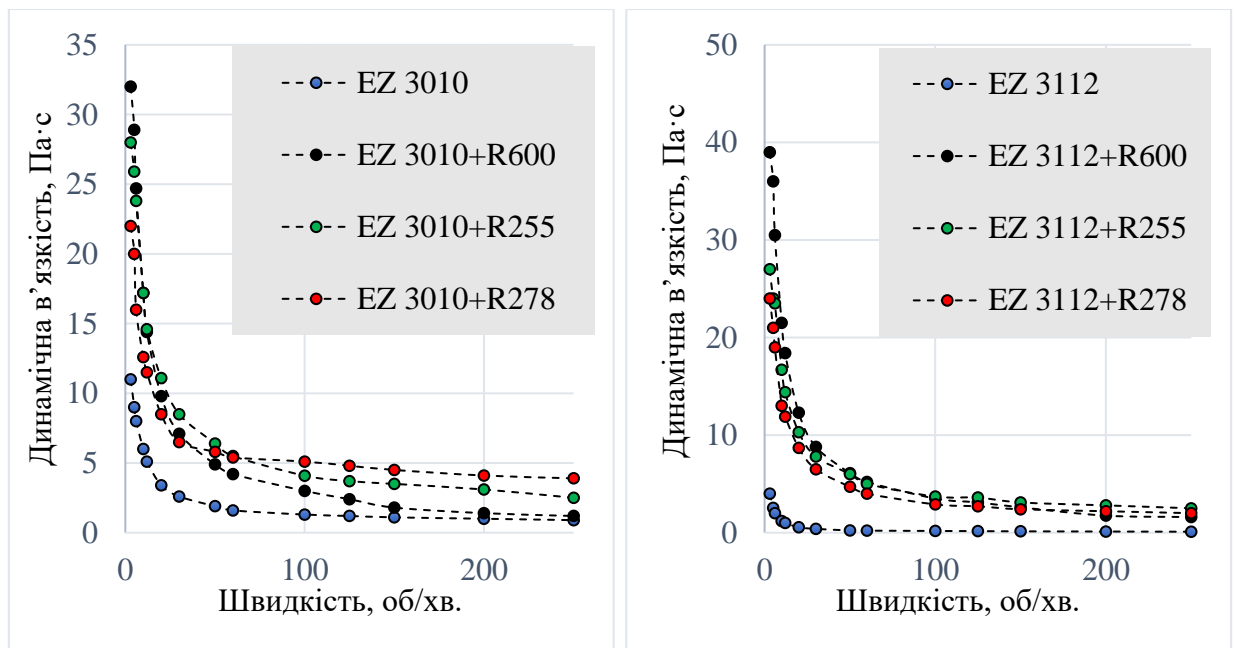 35
30
25
20
15
10
5
0
Динамічна в’язкість, Па·с
EZ 3010
EZ 3010+R600
EZ 3010+R255
EZ 3010+R278
0 100 200
Швидкість, об/хв.
50
40
30
20
10
0
Динамічна в’язкість, Па·с
EZ 3112
EZ 3112+R600
EZ 3112+R255
EZ 3112+R278
0 100 200
Швидкість, об/хв.